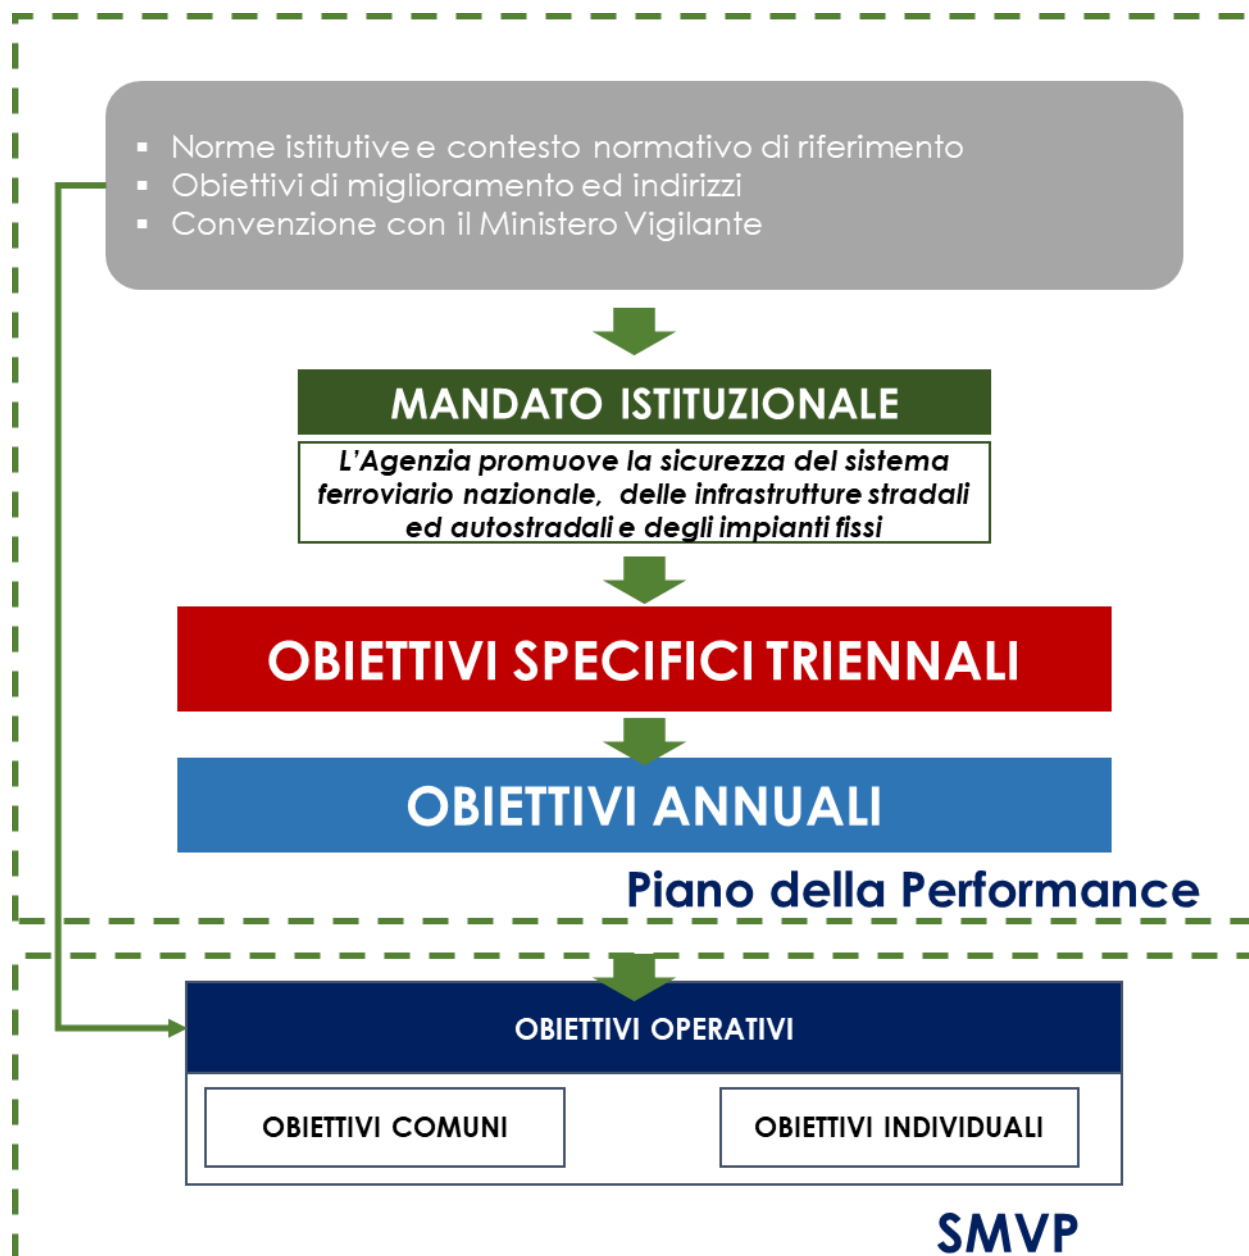 ▪ Norme istitutive e contesto normativo di riferimento
▪ Obiettivi di miglioramento ed indirizzi
▪ Convenzione con il Ministero Vigilante
MANDATO ISTITUZIONALE
L’Agenzia promuove la sicurezza del sistema
ferroviario nazionale, delle infrastrutture stradali
ed autostradali e degli impianti fissi
OBIETTIVI SPECIFICI TRIENNALI
OBIETTIVI ANNUALI
Piano della Performance
OBIETTIVI OPERATIVI
OBIETTIVI COMUNI
OBIETTIVI INDIVIDUALI
SMVP